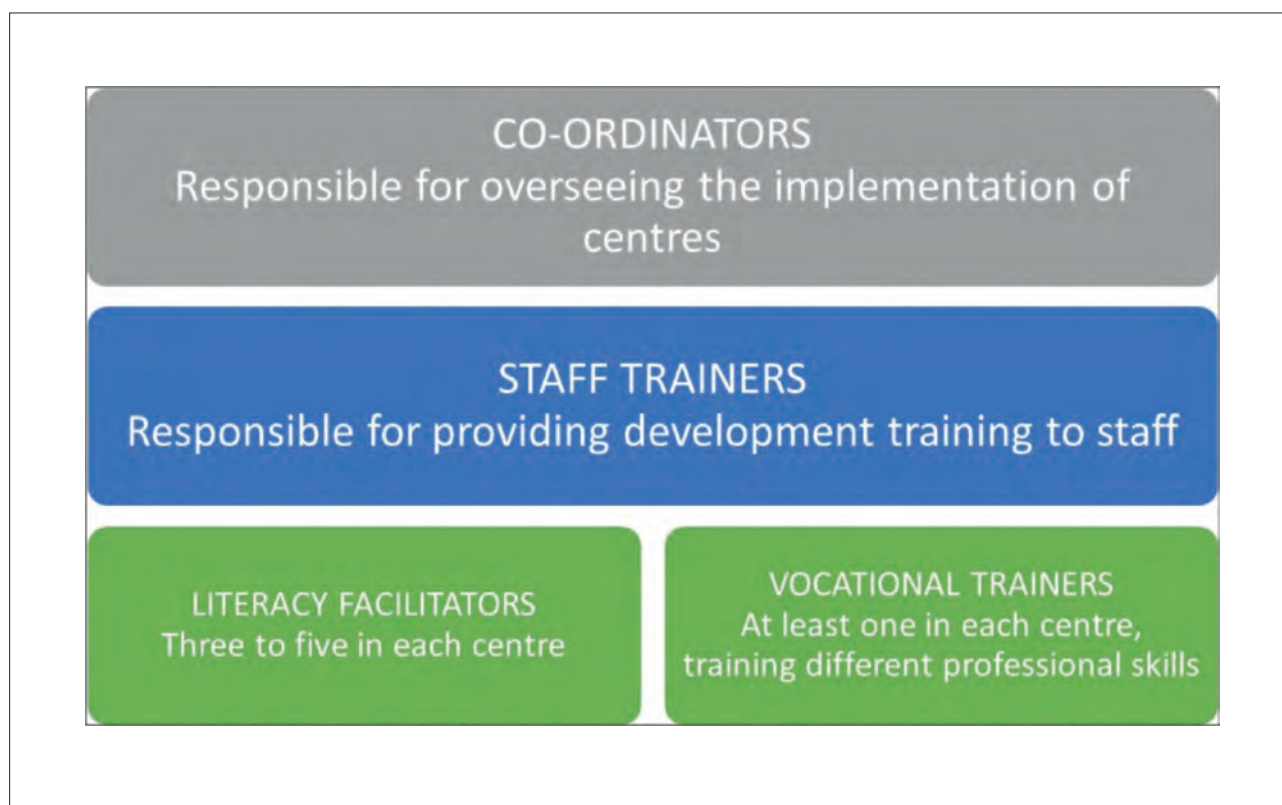 CO-ORDINATORS
Responsible for overseeing the implementation of
centres
STAFF TRAINERS
Responsible for providing development training to staff
LITERACY FACILITATORS
Three to five in each centre
VOCATIONAL TRAINERS
At least one in each centre,
training different professional skills